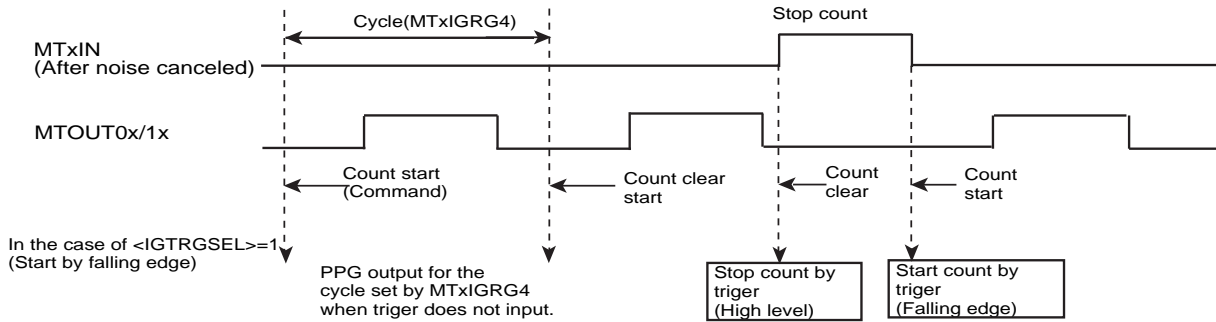 Cycle(MTxIGRG4)
Stop count
MTxIN
(After noise canceled)
MTOUT0x/1x
Count start
(Command)
Count clear
start
Count
clear
Count
start
In the case of <IGTRGSEL>=1
(Start by falling edge)
PPG output for the
cycle set by MTxIGRG4
when triger does not input.
Stop count by
triger
(High level)
Start count by
triger
(Falling edge)